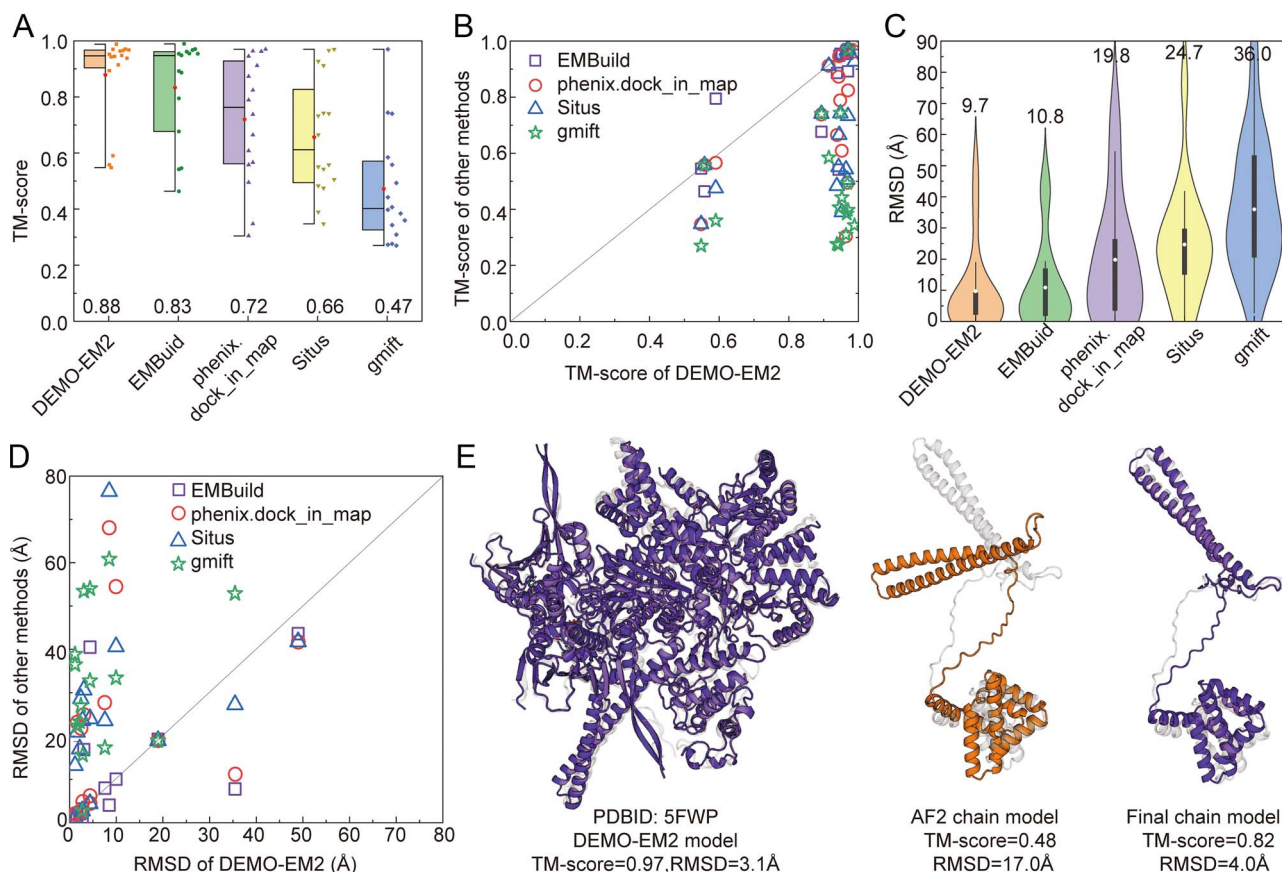 A
TM-score
1.0
0.8
0.6
0.4
0.2
0.0
0.88
0.83
0.72
0.66
0.47
DEMO-EM2
EMBuid
phenix.
dock_in_map
Situs
gmift
B
TM-score of other methods
1.0
0.8
0.6
0.4
0.2
0.0
EMBuild
phenix.dock_in_map
Situs
gmift
0.0
0.2
0.4
0.6
0.8
1.0
TM-score of DEMO-EM2
C
RMSD (Å)
90
80
70
60
50
40
30
20
10
0
9.7
10.8
19.8
24.7
36.0
DEMO-EM2
EMBuild
phenix.
dock_in_map
Situs
gmift
D
RMSD of other methods (Å)
80
60
40
20
0
EMBuild
phenix.dock_in_map
Situs
gmift
0
10
20
30
40
50
60
70
80
RMSD of DEMO-EM2 (Å)
E
PDBID: 5FWP
DEMO-EM2 model
TM-score=0.97,RMSD=3.1Å
AF2 chain model
TM-score=0.48
RMSD=17.0Å
Final chain model
TM-score=0.82
RMSD=4.0Å